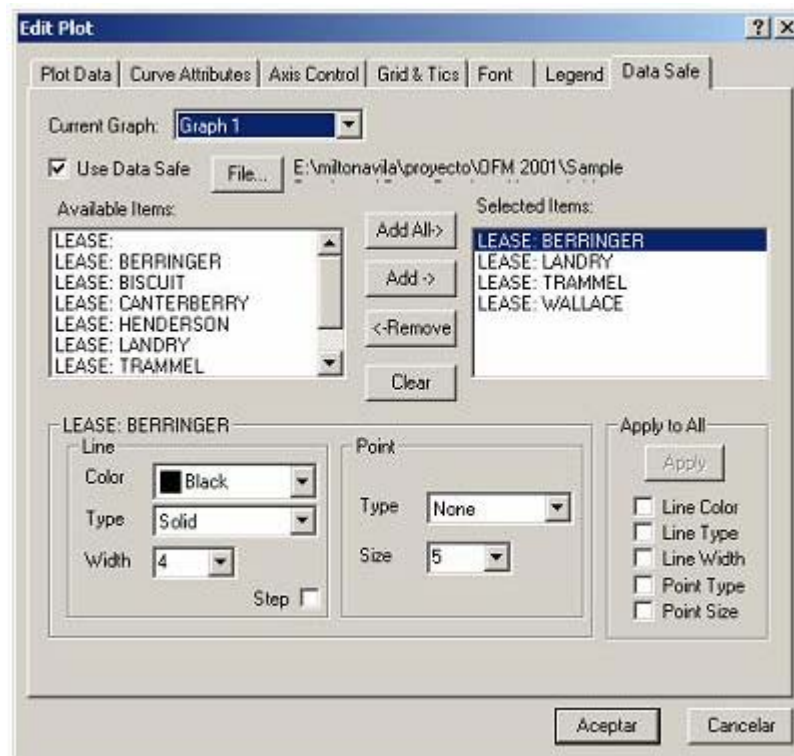 Edit Plot
Plot Data Curve Attributes Axis Control Grid & Tics Font Legend Data Safe
Current Graph: Graph 1
Use Data Safe File... E:\miltonavila\proyecto\OFM 2001\Sample
Available Items:
LEASE:
LEASE: BERRINGER
LEASE: BISCUIT
LEASE: CANTERBERRY
LEASE: HENDERSON
LEASE: LANDRY
LEASE: TRAMMEL
Add All->
Add ->
<-Remove
Clear
Selected Items:
LEASE: BERRINGER
LEASE: LANDRY
LEASE: TRAMMEL
LEASE: WALLACE
LEASE: BERRINGER
Line
Color Black
Type Solid
Width 4
Step
Point
Type None
Size 5
Apply to All
Apply
Line Color
Line Type
Line Width
Point Type
Point Size
Aceptar Cancelar